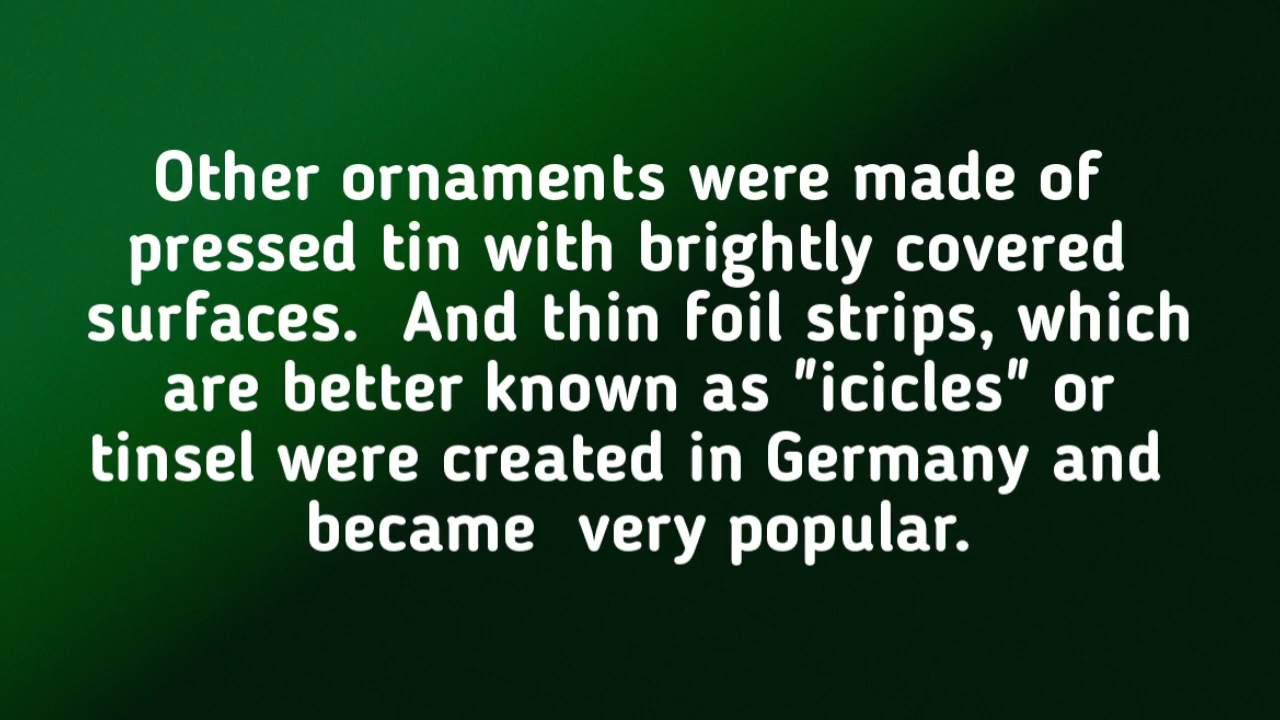 Other ornaments were made of
pressed tin with brightly covered
surfaces.  And thin foil strips, which
are better known as "icicles" or
tinsel were created in Germany and
became  very popular.